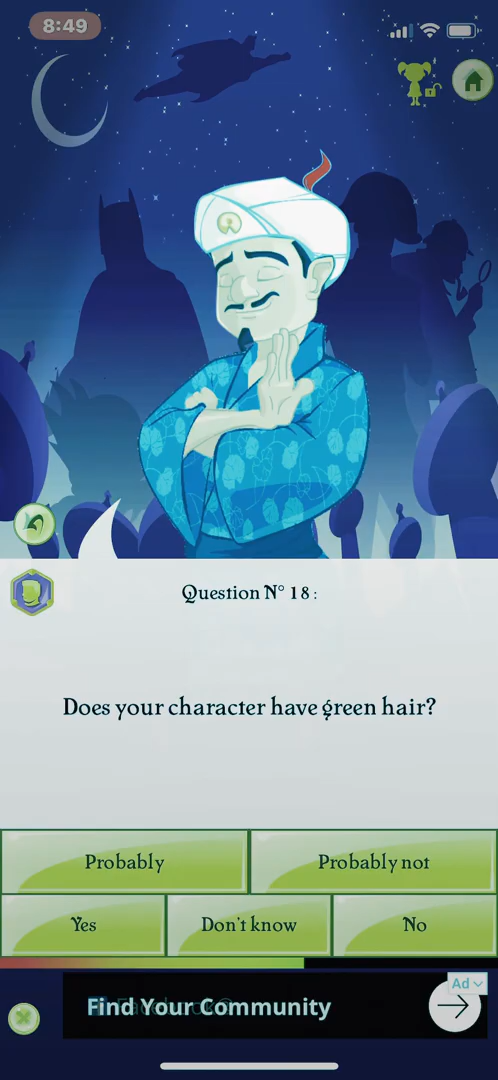 8:49
Question N° 18:
Does your character have green hair?
Probably
Probably not
Yes
Don't know
No
Ad
Find Your Community